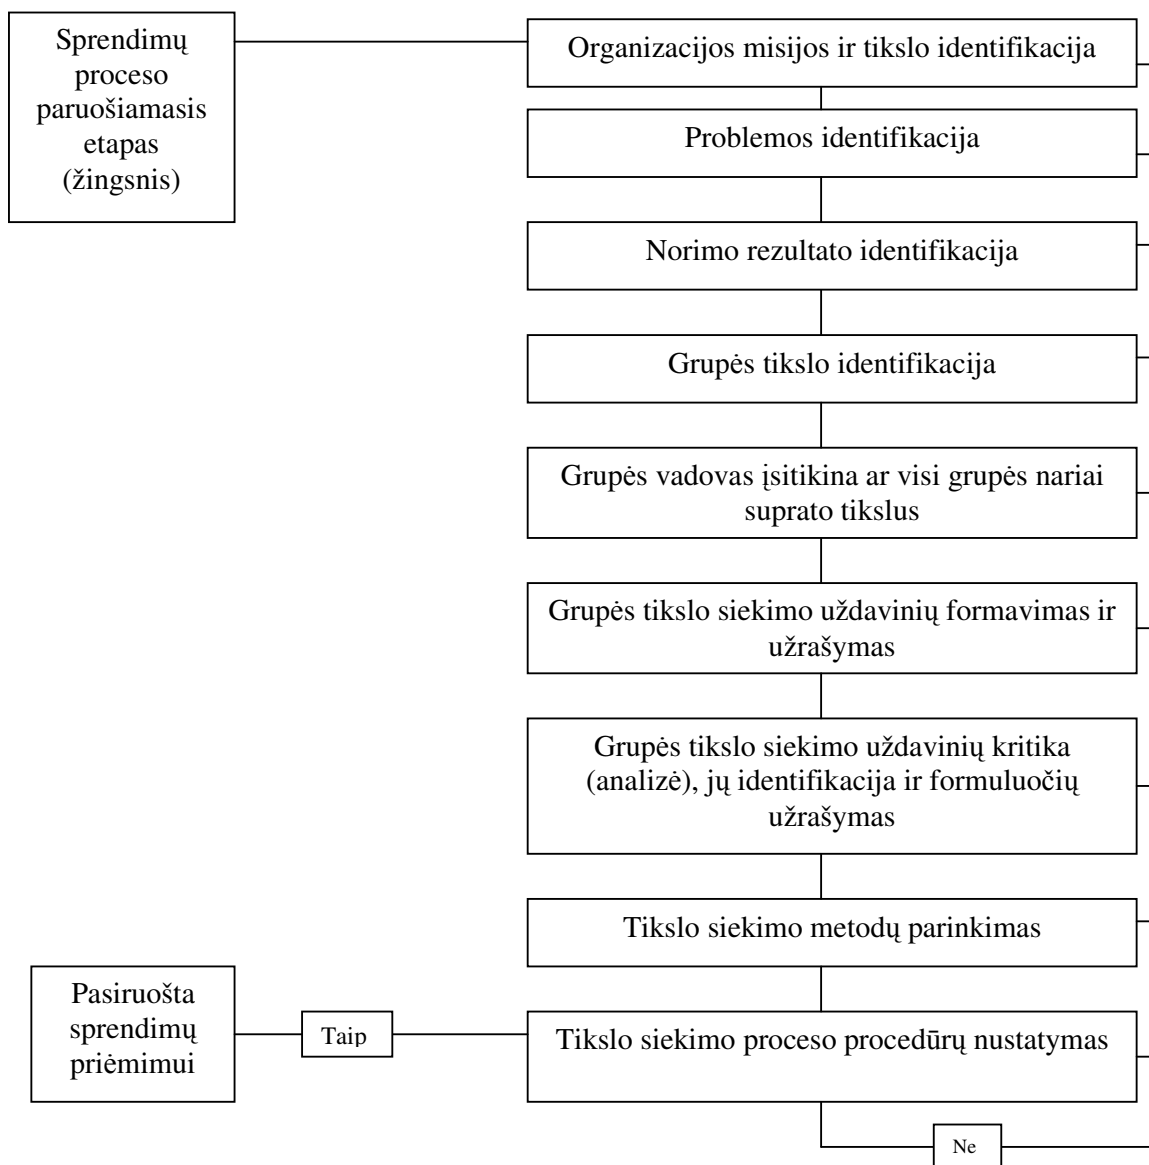 Sprendimų
proceso
paruošiamasis
etapas
(žingsnis)
Organizacijos misijos ir tikslo identifikacija
Problemos identifikacija
Norimo rezultato identifikacija
Grupės tikslo identifikacija
Grupės vadovas įsitikina ar visi grupės nariai
suprato tikslus
Grupės tikslo siekimo uždavinių formavimas ir
užrašymas
Grupės tikslo siekimo uždavinių kritika
(analizė), jų identifikacija ir formuluočių
užrašymas
Tikslo siekimo metodų parinkimas
Pasiruošta
sprendimų
priėmimui
Taip
Tikslo siekimo proceso procedūrų nustatymas
Ne